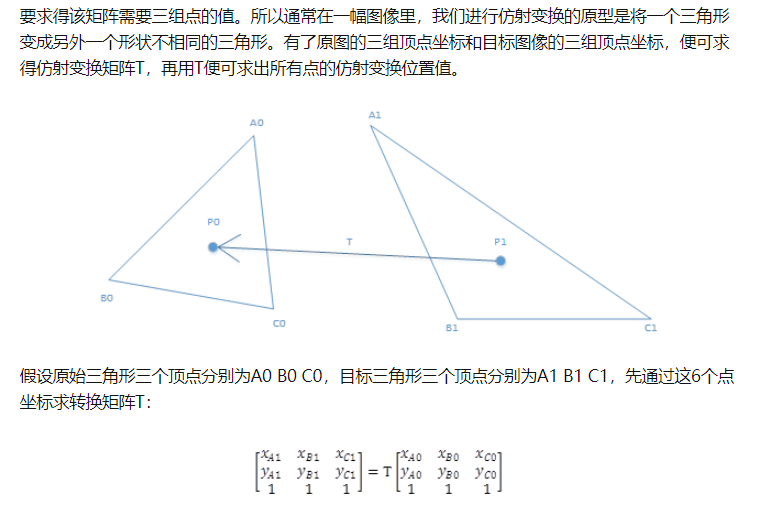 要求得该矩阵需要三组点的值。所以通常在一幅图像里，我们进行仿射变换的原型是将一个三角形
变成另外一个形状不相同的三角形。有了原图的三组顶点坐标和目标图像的三组顶点坐标，便可求
得仿射变换矩阵T，再用T便可求出所有点的仿射变换位置值。
A0
A1
P0
T
P1
B0
C0
B1
C1
假设原始三角形三个顶点分别为A0 B0 C0，目标三角形三个顶点分别为A1 B1 C1，先通过这6个点
坐标求转换矩阵T：
[x_{A1} x_{B1} x_{C1}] [x_{A0} x_{B0} x_{C0}]
[y_{A1} y_{B1} y_{C1}] = T [y_{A0} y_{B0} y_{C0}]
[1 1 1] [1 1 1]